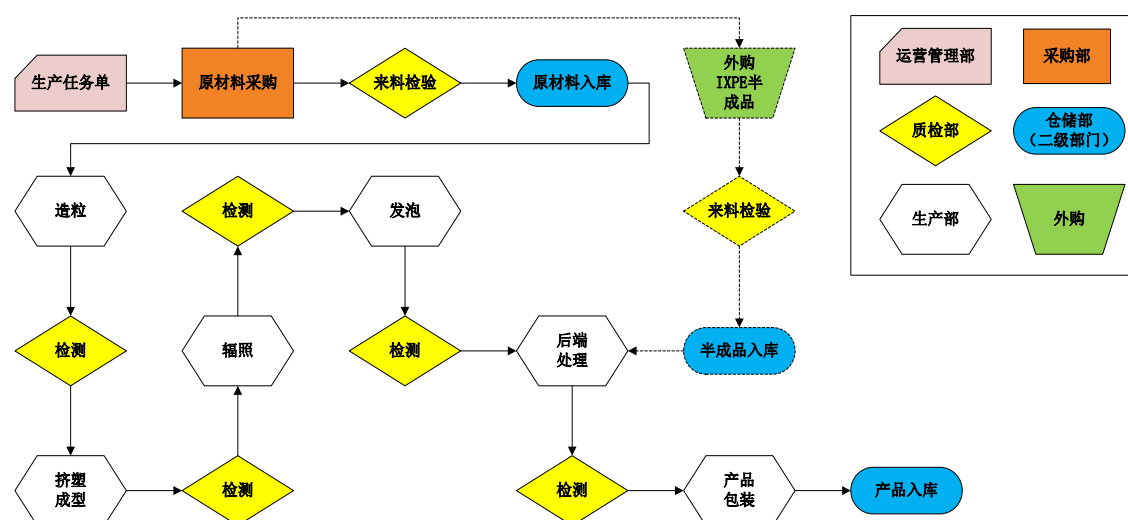 生产任务单
原材料采购
来料检验
原材料入库
外购
IXPE半
成品
运营管理部
采购部
质检部
仓储部
（二级部门）
生产部
外购
造粒
检测
发泡
来料检验
检测
辐照
检测
后端
处理
半成品入库
挤塑
成型
检测
检测
产品
包装
产品入库